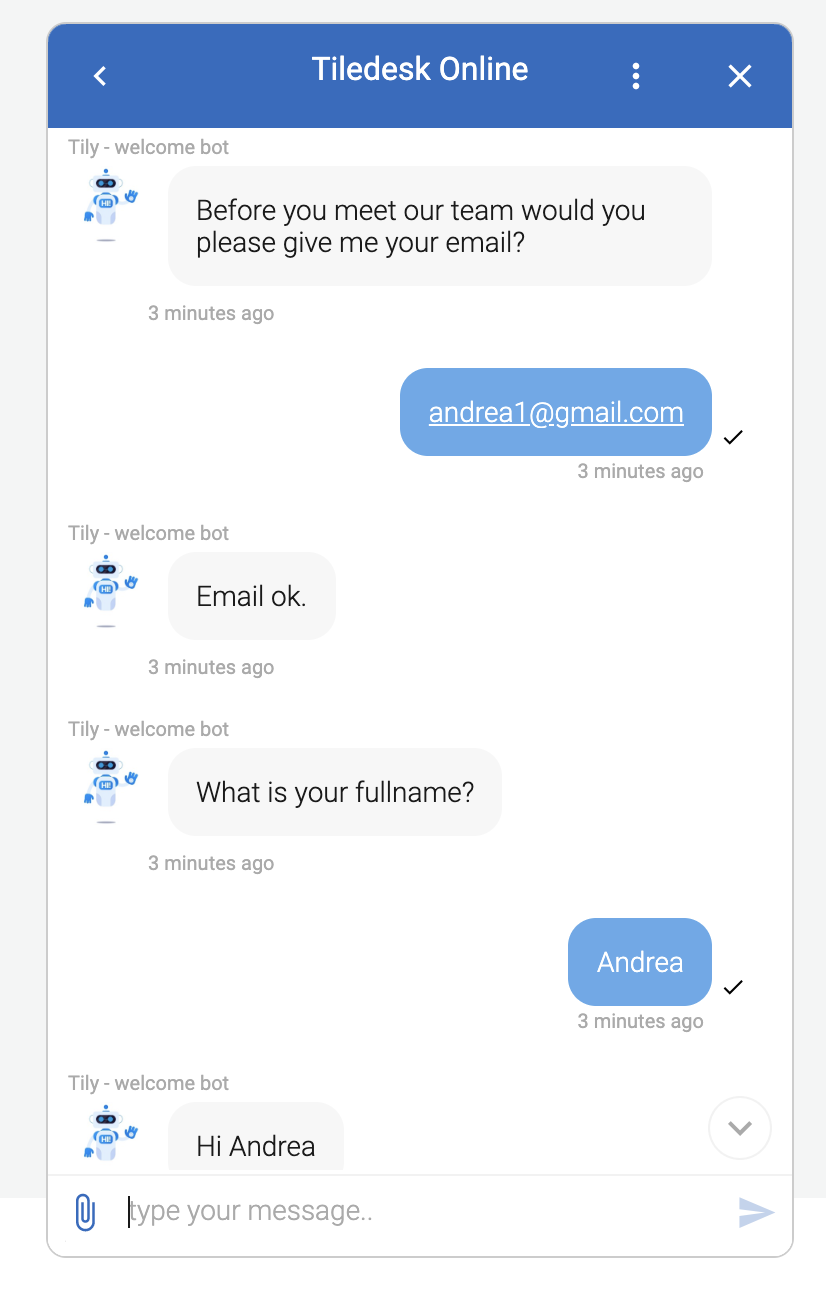 Tiledesk Online
Tily - welcome bot
HI!
Before you meet our team would you
please give me your email?
3 minutes ago
andrea1@gmail.com
3 minutes ago
Tily - welcome bot
HI!
Email ok.
3 minutes ago
Tily - welcome bot
HI!
What is your fullname?
3 minutes ago
Andrea
3 minutes ago
Tily - welcome bot
HI!
Hi Andrea
type your message..